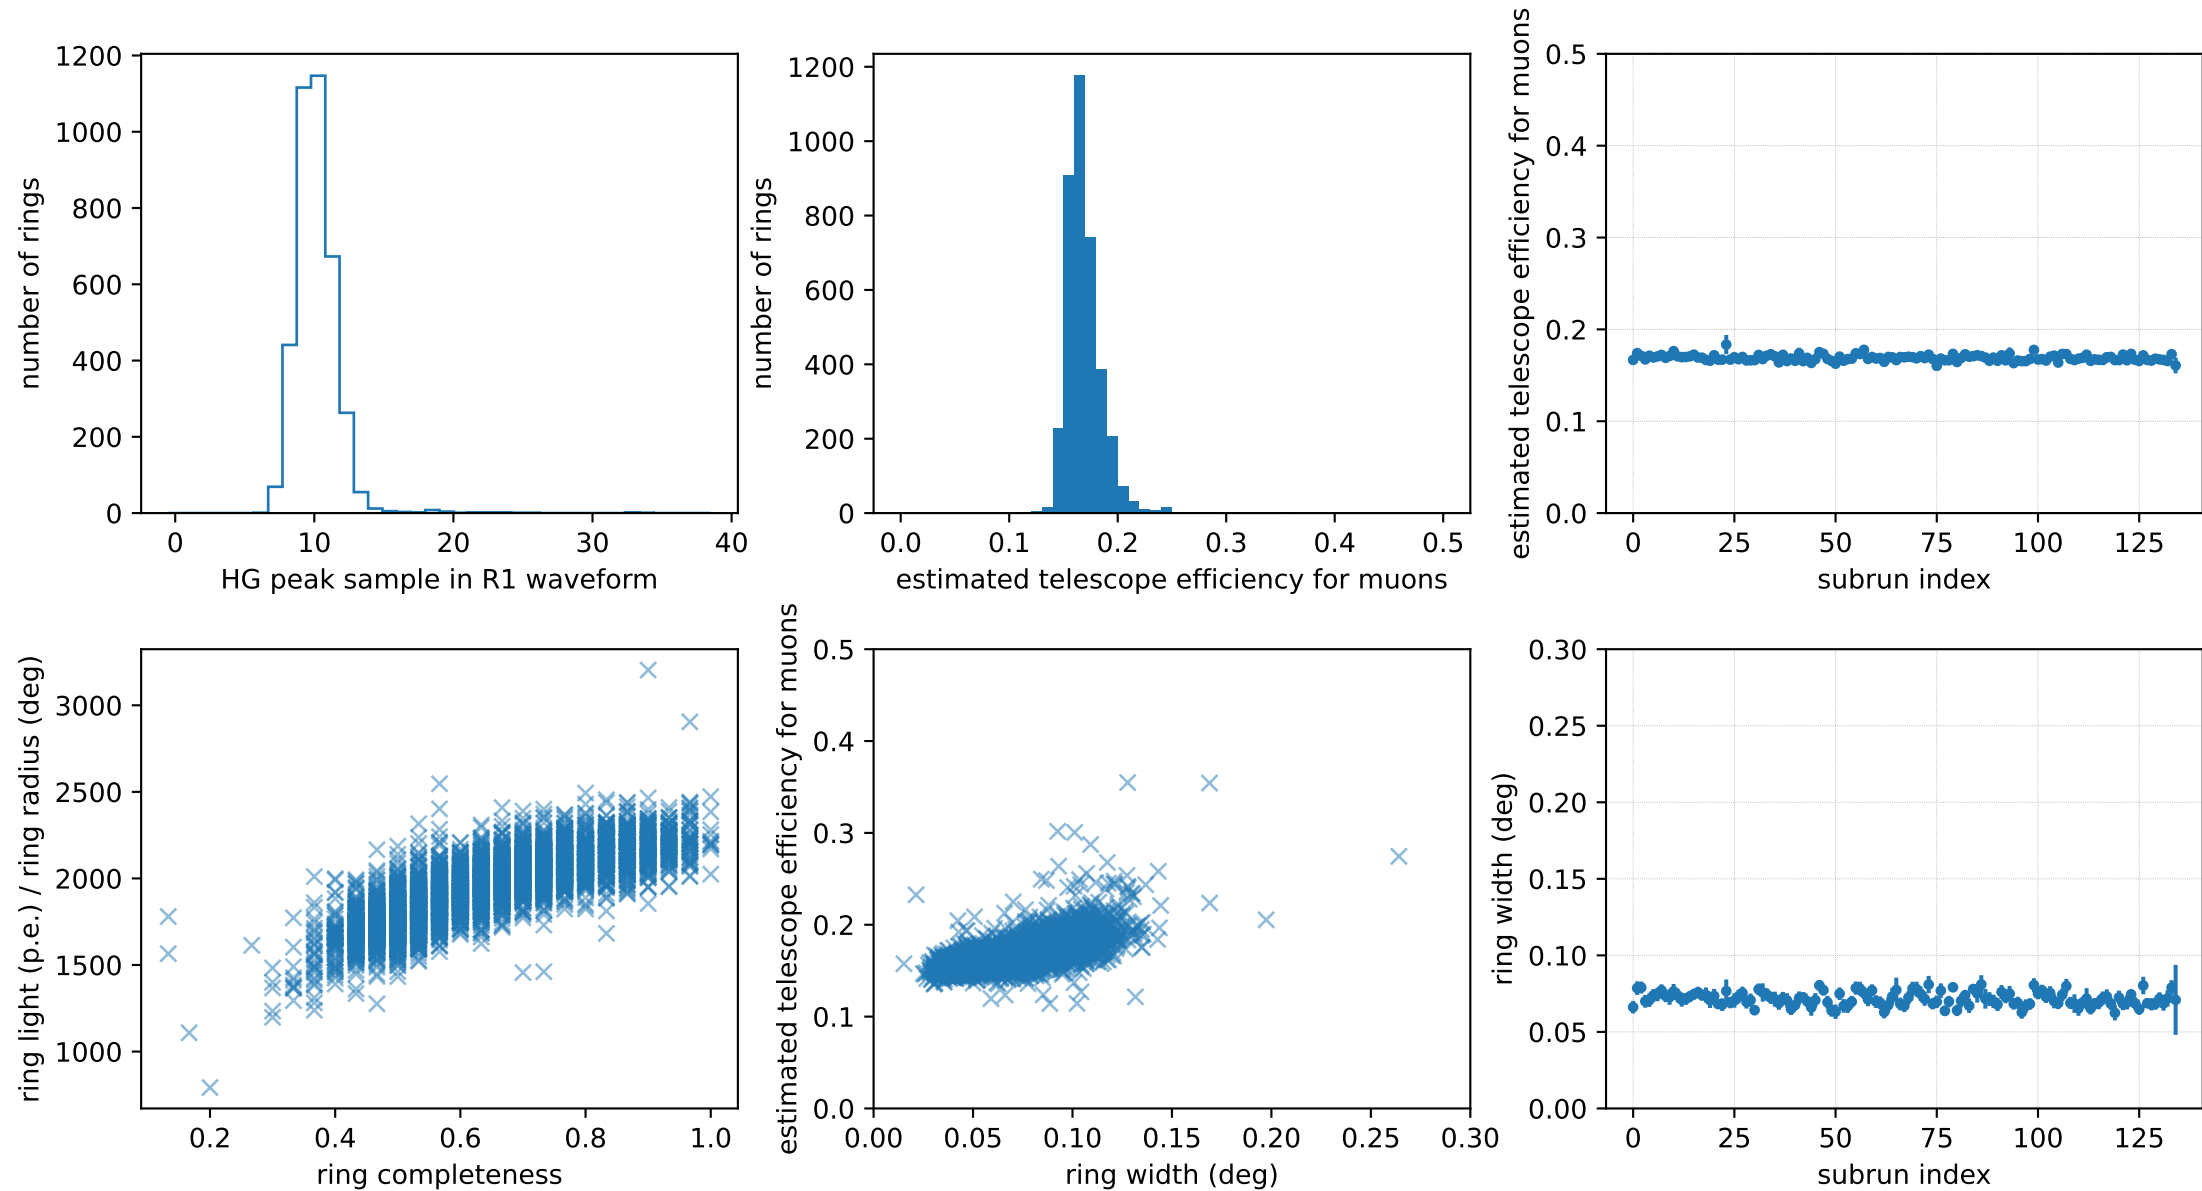 1200
1000
800
600
400
200
0
number of rings
0 10 20 30 40
HG peak sample in R1 waveform
1200
1000
800
600
400
200
0
number of rings
0.0 0.1 0.2 0.3 0.4 0.5
estimated telescope efficiency for muons
0.5
0.4
0.3
0.2
0.1
0.0
estimated telescope efficiency for muons
0 25 50 75 100 125
subrun index
3000
2500
2000
1500
1000
ring light (p.e.) / ring radius (deg)
0.2 0.4 0.6 0.8 1.0
ring completeness
0.5
0.4
0.3
0.2
0.1
0.0
estimated telescope efficiency for muons
0.00 0.05 0.10 0.15 0.20 0.25 0.30
ring width (deg)
0.30
0.25
0.20
0.15
0.10
0.05
0.00
ring width (deg)
0 25 50 75 100 125
subrun index